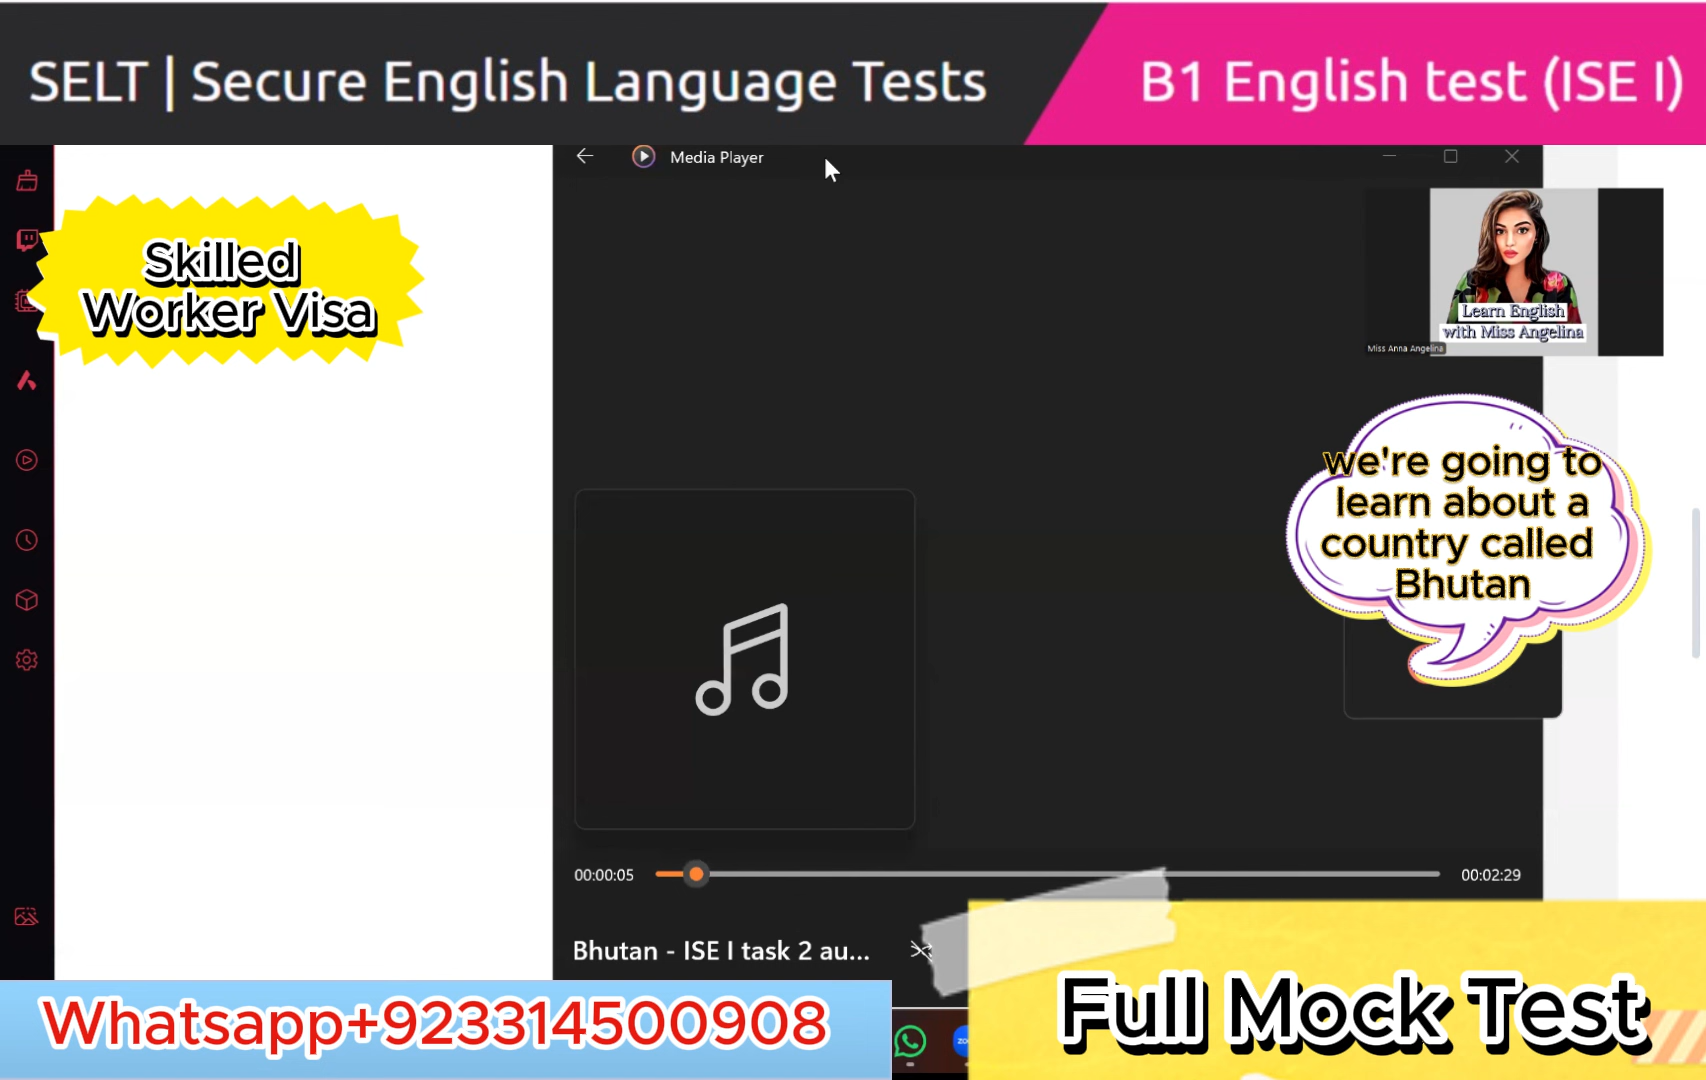 SELT | Secure English Language Tests
B1 English test (ISE I)
Media Player
Skilled
Worker Visa
Learn English
with Miss Angelina
Miss Anna Angelina
we're going to
learn about a
country called
Bhutan
00:00:05
00:02:29
Bhutan - ISE I task 2 au...
Whatsapp+923314500908
Full Mock Test